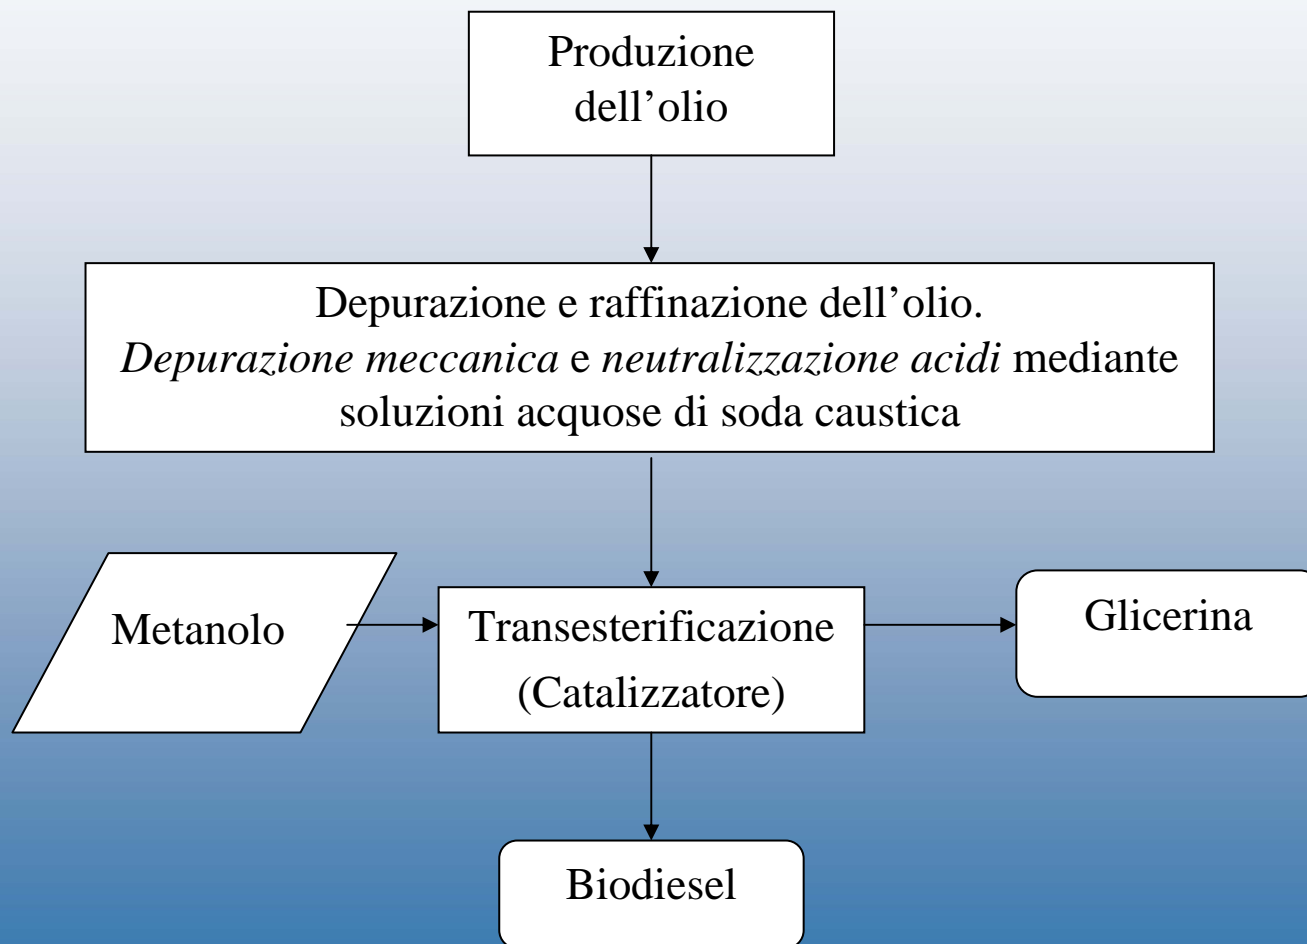 Produzione
dell’olio
Depurazione e raffinazione dell’olio.
Depurazione meccanica e neutralizzazione acidi mediante
soluzioni acquose di soda caustica
Metanolo
Transesterificazione
(Catalizzatore)
Glicerina
Biodiesel